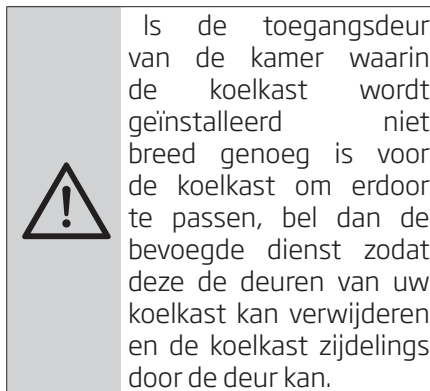 ls de toegangsdeur
van de kamer waarin
de koelkast wordt
geïnstalleerd niet
breed genoeg is voor
de koelkast om erdoor
te passen, bel dan de
bevoegde dienst zodat
deze de deuren van uw
koelkast kan verwijderen
en de koelkast zijdelings
door de deur kan.